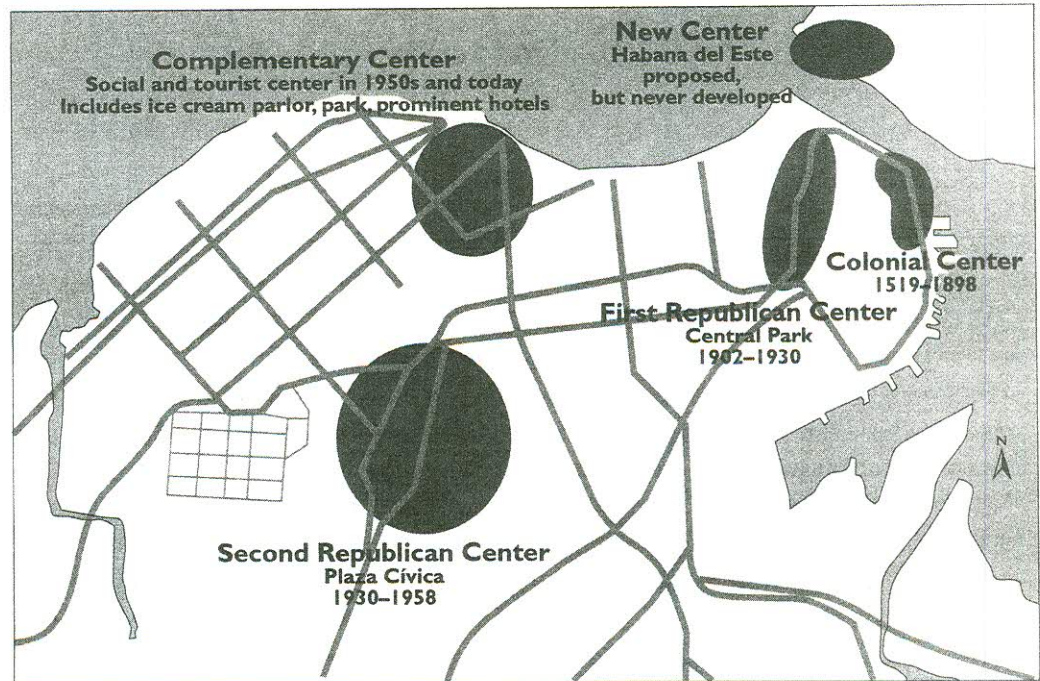 Complementary Center
Social and tourist center in 1950s and today
Includes ice cream parlor, park, prominent hotels
New Center
Habana del Este
proposed,
but never developed
Colonial Center
1519–1898
First Republican Center
Central Park
1902–1930
N
Second Republican Center
Plaza Cívica
1930–1958